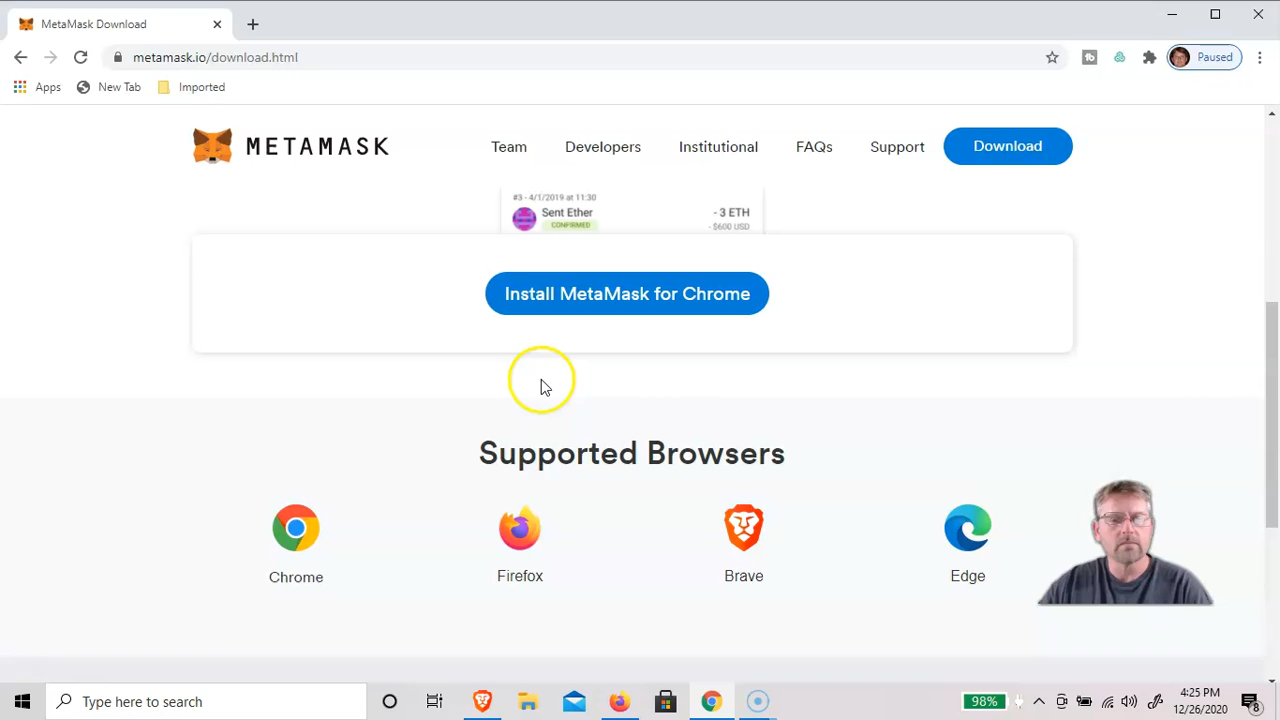 MetaMask Download
metamask.io/download.html
Paused
Apps
New Tab
Imported
METAMASK
Team
Developers
Institutional
FAQs
Support
Download
#3 - 4/1/2019 at 11:30
Sent Ether
- 3 ETH
CONFIRMED
- $600 USD
Install MetaMask for Chrome
Supported Browsers
Chrome
Firefox
Brave
Edge
Type here to search
98%
4:25 PM
12/26/2020
8